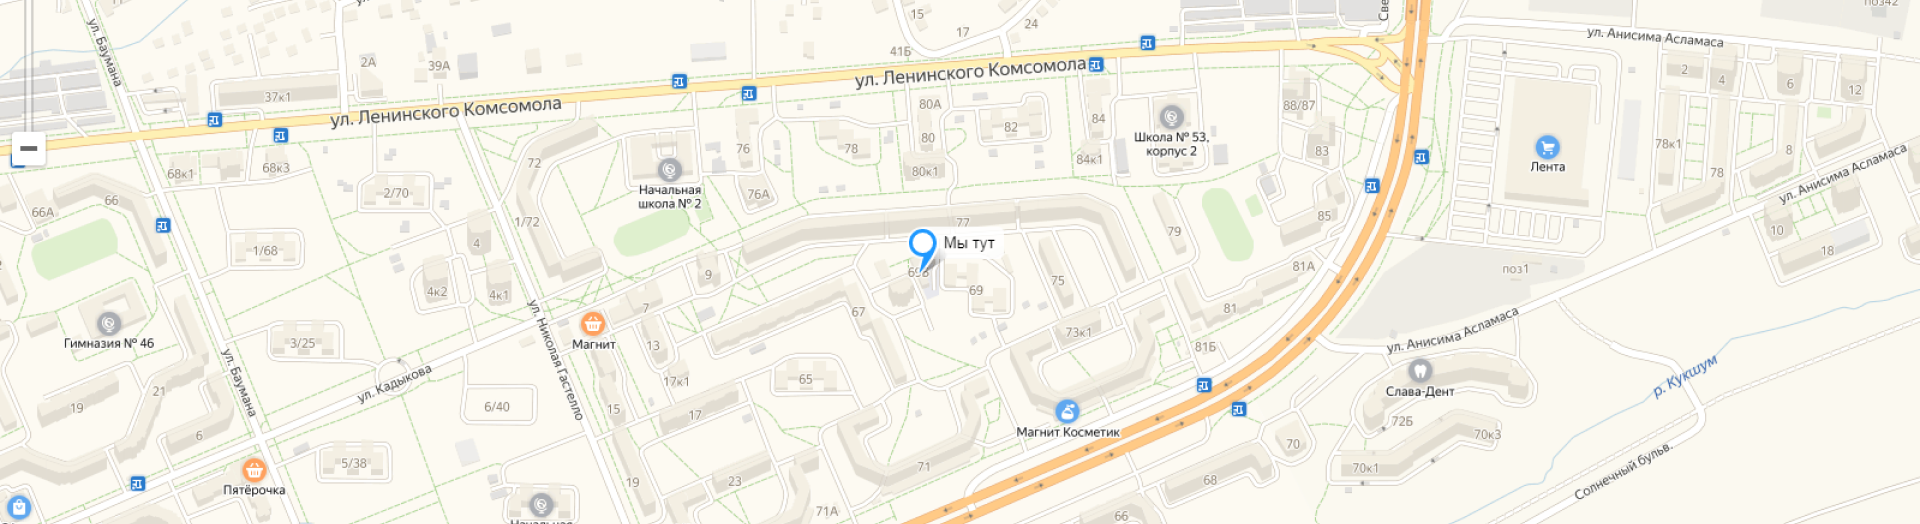 поз42
24
17
41Б
ул. Баумана
2А
39А
37к1
ул. Ленинского Комсомола
ул. Ленинского Комсомола
ул. Анисима Асламаса
2
4
6
12
80А
82
84
88/87
80
78
76
72
Школа № 53,
корпус 2
84к1
83
Лента
78к1
8
78
ул. Анисима Асламаса
68к1
68к3
2/70
Начальная
школа № 2
76А
80к1
66
66А
1/72
77
79
85
10
18
1/68
4
Мы тут
69В
69
75
81А
поз1
9
4к2
4к1
7
67
81
73к1
ул. Анисима Асламаса
Гимназия № 46
3/25
ул. Николая Гастелло
Магнит
13
17к1
81Б
р. Кукшум
ул. Баумана
ул. Кадыкова
21
19
6
6/40
15
17
65
Слава-Дент
72Б
70к3
Магнит Косметик
70
70к1
5/38
Пятёрочка
19
23
71
68
Солнечный бульв.
71А
66
Начальная